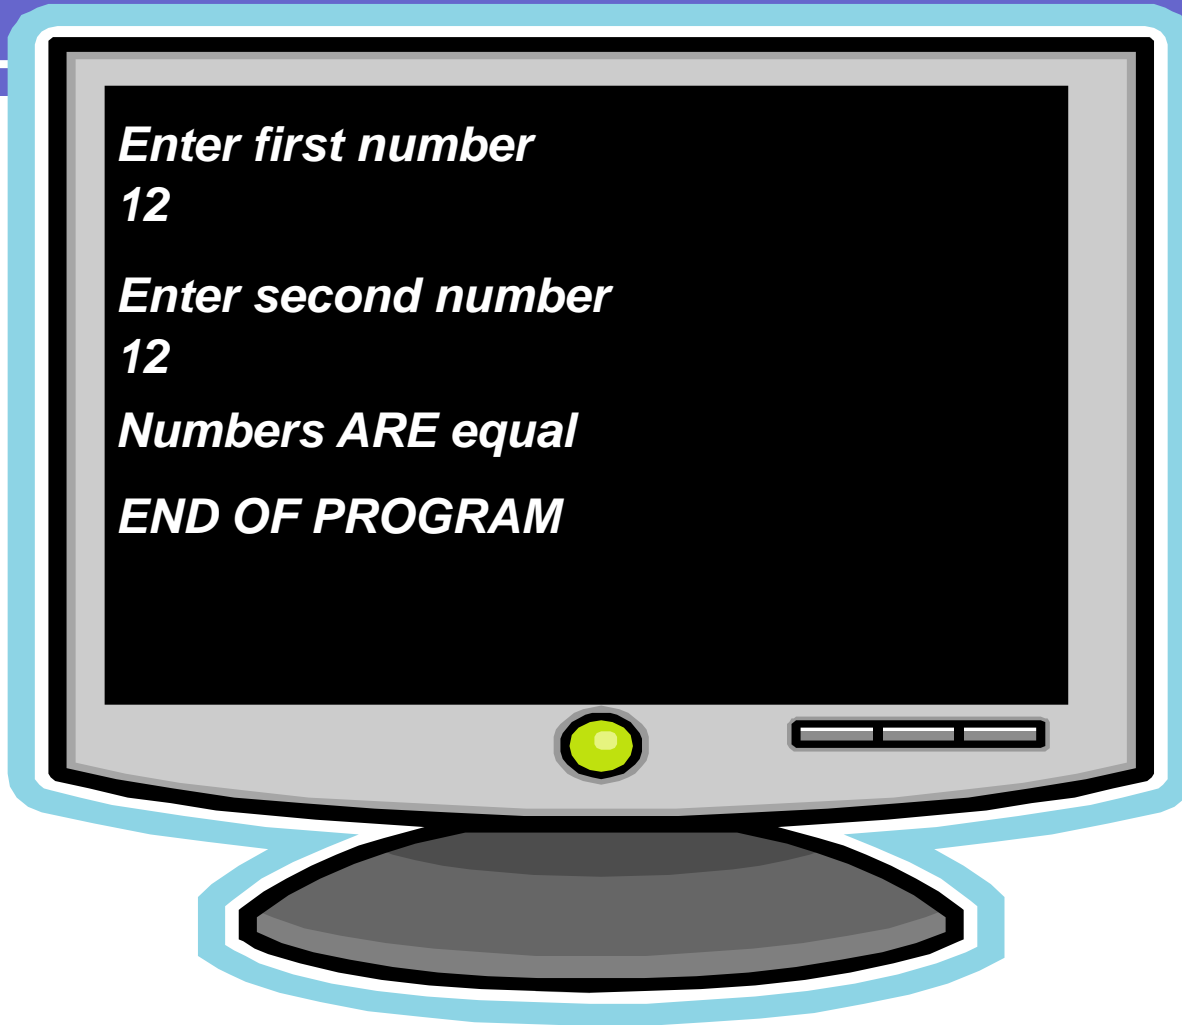 Enter first number
12
Enter second number
12
Numbers ARE equal
END OF PROGRAM